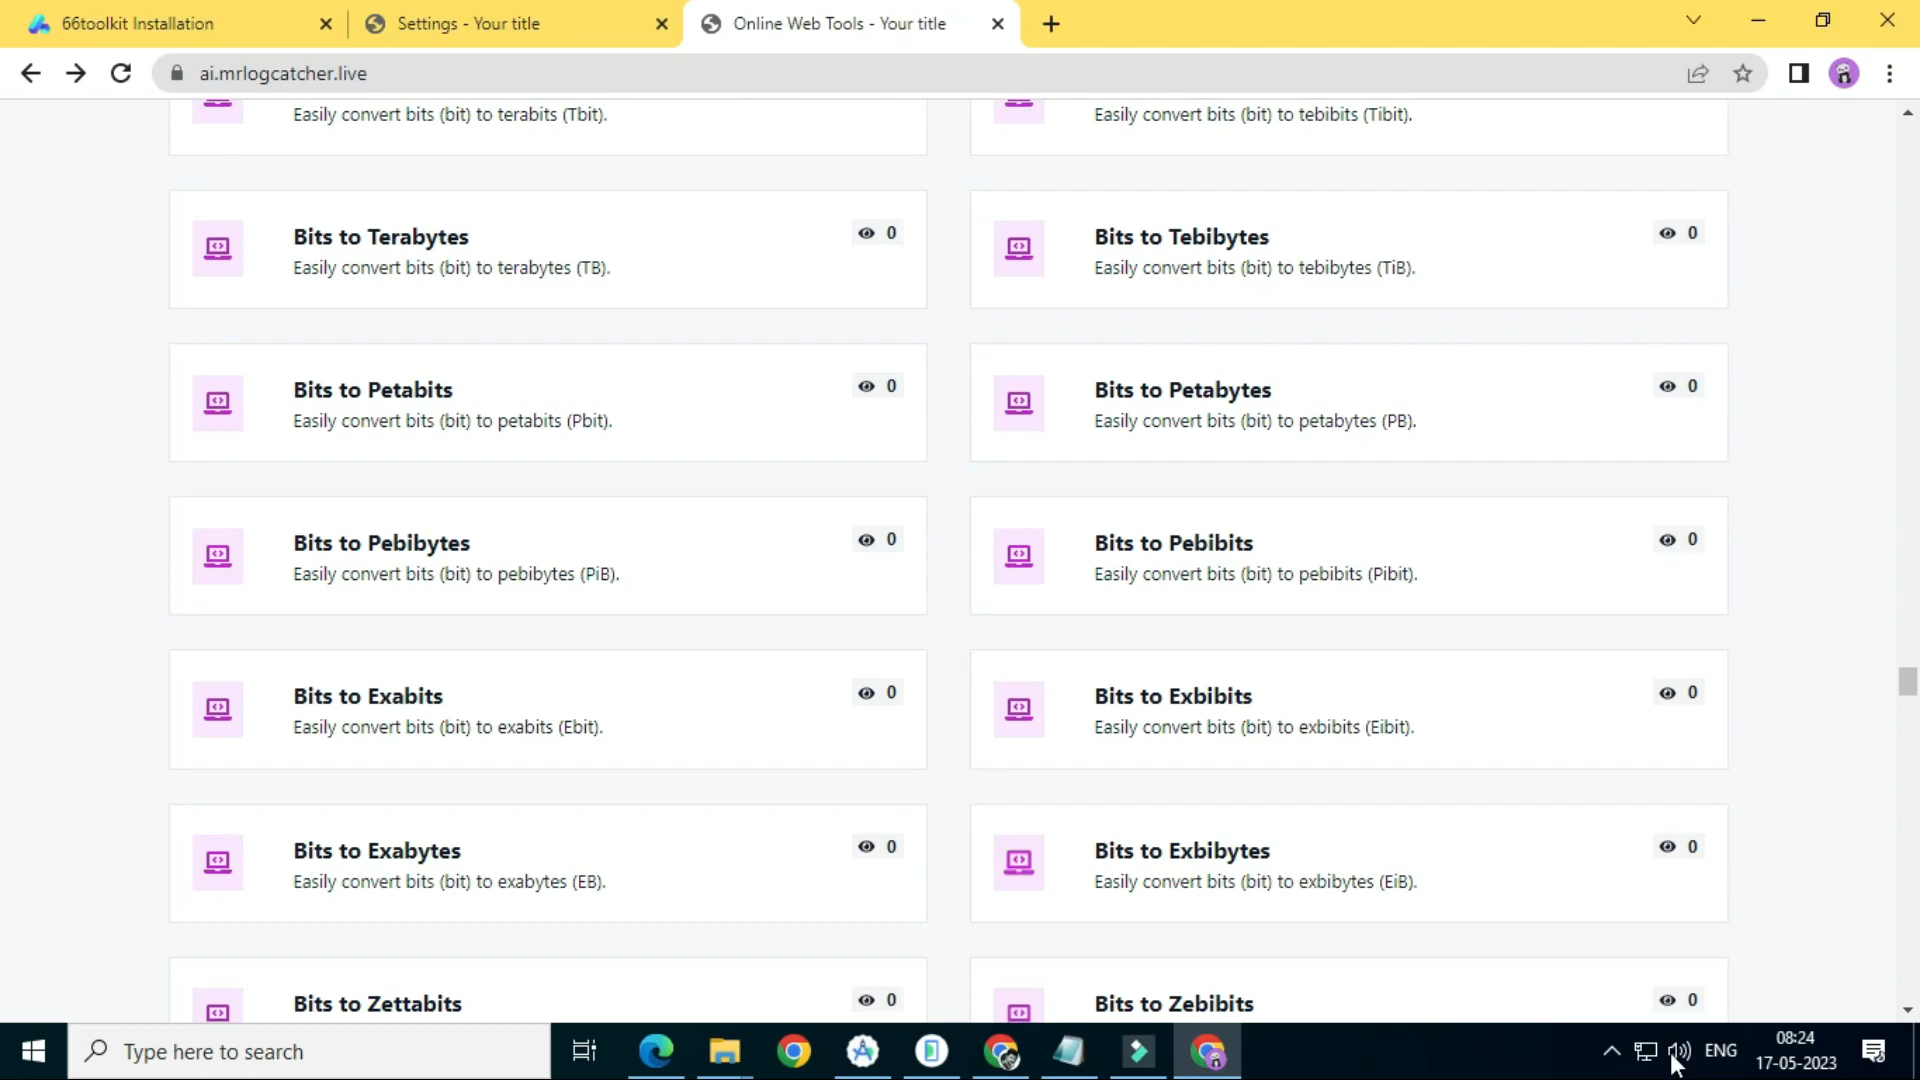 66toolkit Installation
Settings - Your title
Online Web Tools - Your title
ai.mrlogcatcher.live
Easily convert bits (bit) to terabits (Tbit).
Easily convert bits (bit) to tebibits (Tibit).
Bits to Terabytes
0
Easily convert bits (bit) to terabytes (TB).
Bits to Tebibytes
0
Easily convert bits (bit) to tebibytes (TiB).
Bits to Petabits
0
Easily convert bits (bit) to petabits (Pbit).
Bits to Petabytes
0
Easily convert bits (bit) to petabytes (PB).
Bits to Pebibytes
0
Easily convert bits (bit) to pebibytes (PiB).
Bits to Pebibits
0
Easily convert bits (bit) to pebibits (Pibit).
Bits to Exabits
0
Easily convert bits (bit) to exabits (Ebit).
Bits to Exbibits
0
Easily convert bits (bit) to exbibits (Eibit).
Bits to Exabytes
0
Easily convert bits (bit) to exabytes (EB).
Bits to Exbibytes
0
Easily convert bits (bit) to exbibytes (EiB).
Bits to Zettabits
0
Bits to Zebibits
0
Type here to search
ENG
08:24
17-05-2023